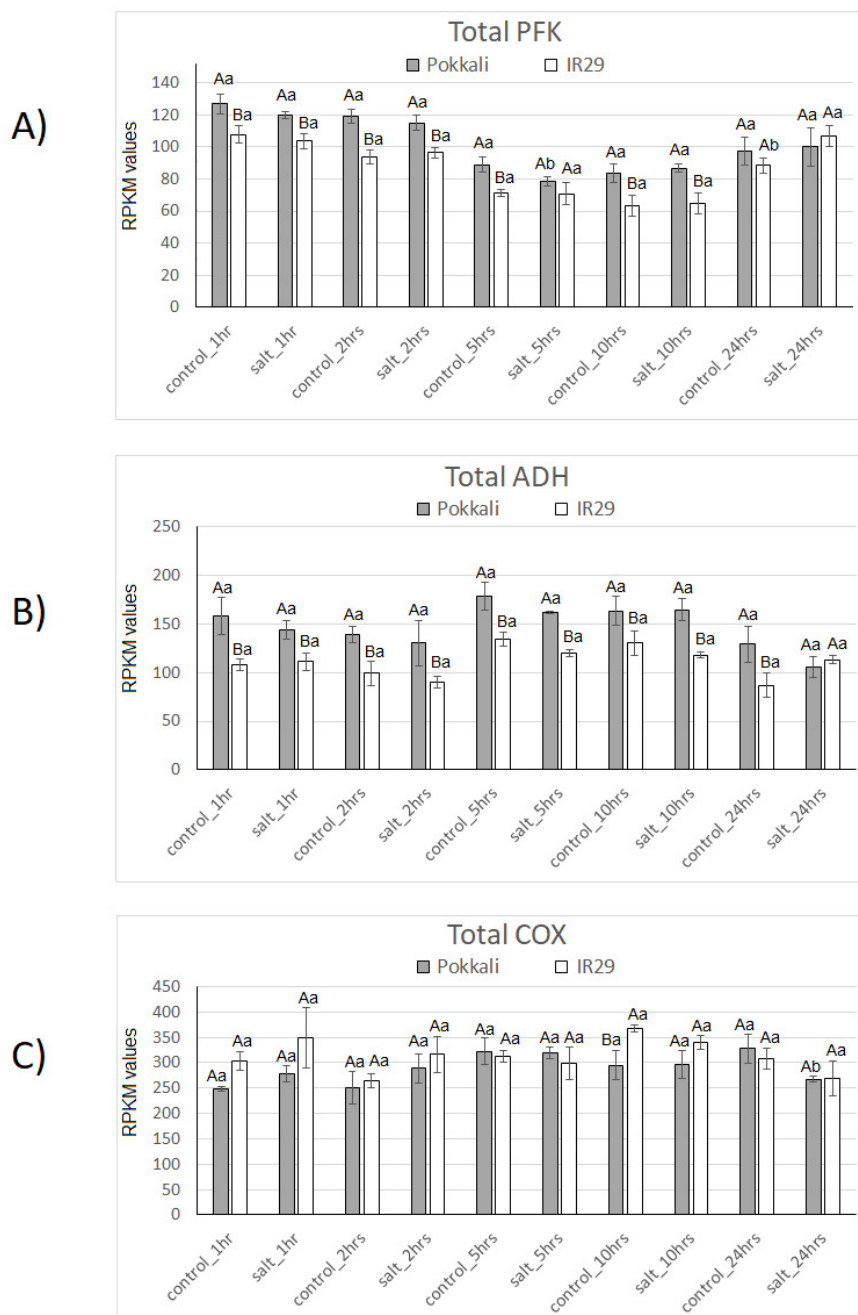 A)
Total PFK
Pokkali IR29
RPKM values
140
120
100
80
60
40
20
0
Aa Ba Aa Ba Aa Ba Aa Ba Aa Ba Ab Aa Aa Ba Aa Ba Aa Ab Aa Aa
control_1hr salt_1hr control_2hrs salt_2hrs control_5hrs salt_5hrs control_10hrs salt_10hrs control_24hrs salt_24hrs
B)
Total ADH
Pokkali IR29
RPKM values
250
200
150
100
50
0
Aa Ba Aa Ba Aa Ba Aa Ba Aa Ba Aa Ba Aa Ba Aa Ba Aa Ba Aa Aa
control_1hr salt_1hr control_2hrs salt_2hrs control_5hrs salt_5hrs control_10hrs salt_10hrs control_24hrs salt_24hrs
C)
Total COX
Pokkali IR29
RPKM values
450
400
350
300
250
200
150
100
50
0
Aa Aa Aa Aa Aa Aa Aa Aa Aa Aa Aa Aa Ba Aa Aa Aa Aa Aa Ab Aa
control_1hr salt_1hr control_2hrs salt_2hrs control_5hrs salt_5hrs control_10hrs salt_10hrs control_24hrs salt_24hrs